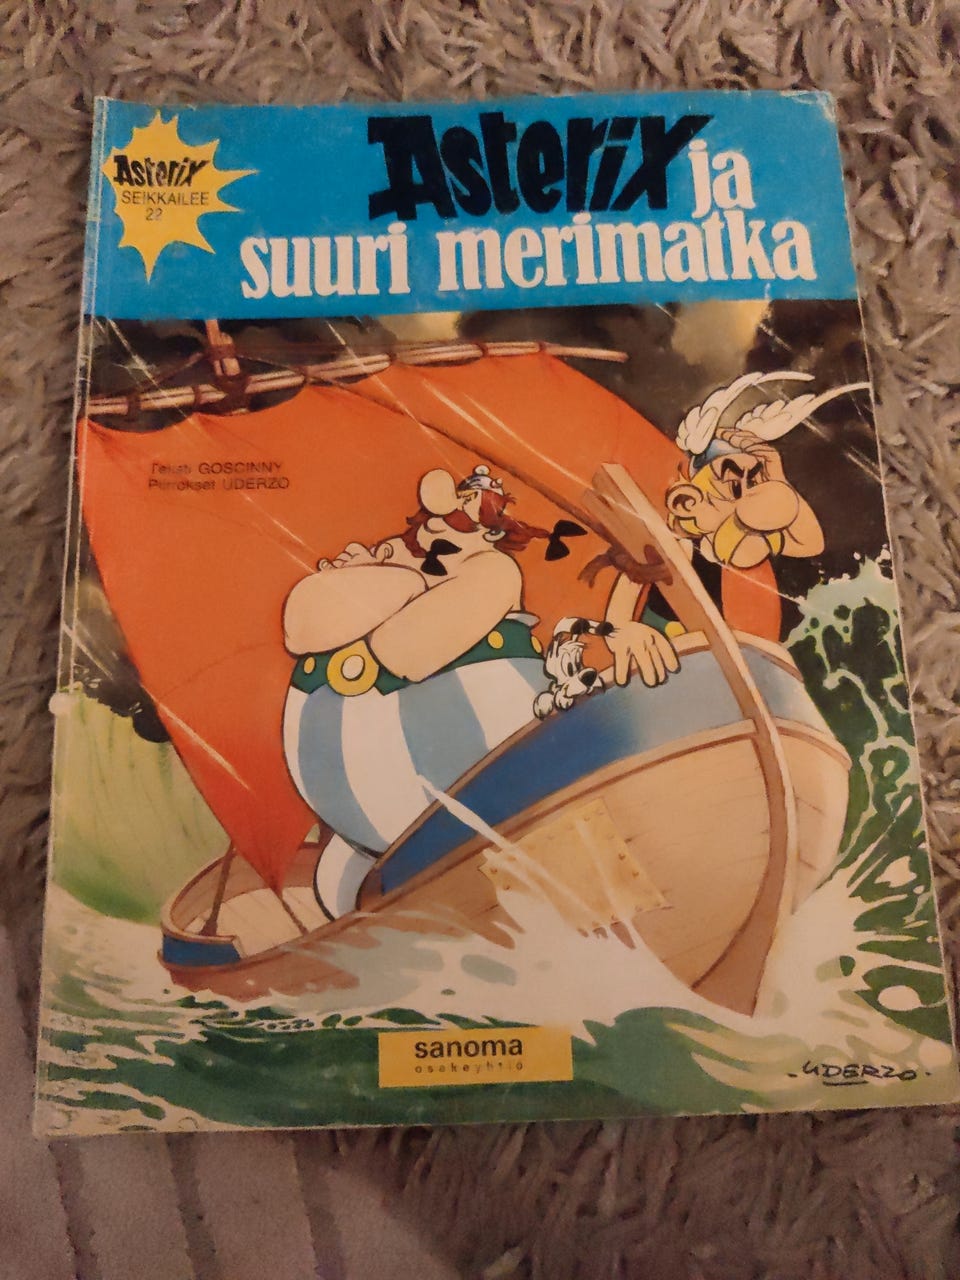 Asterix
SEIKKAILEE
22
Asterix ja
suuri merimatka
Teksti GOSCINNY
Piirrokset UDERZO
sanoma
osakeyhtiö
UDERZO